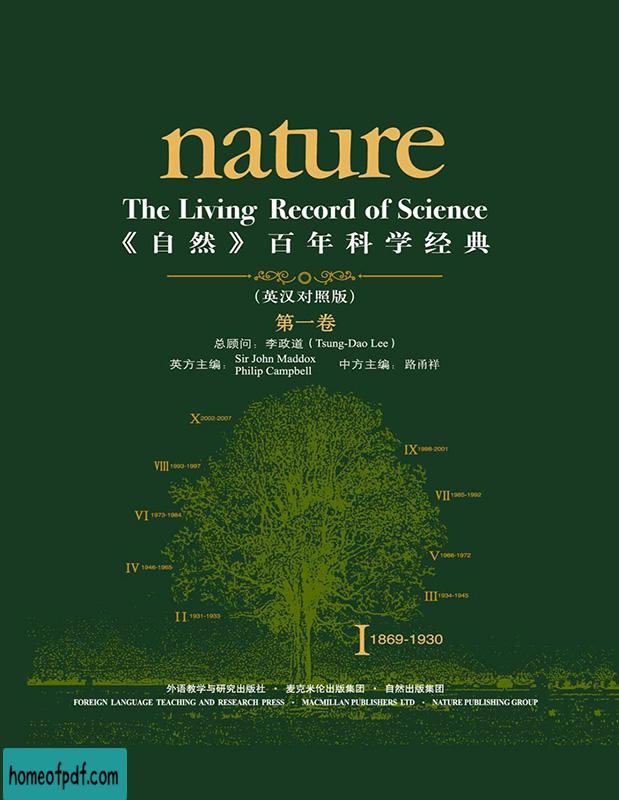 nature
The Living Record of Science
《自然》百年科学经典
（英汉对照版）
第一卷
总顾问：李政道（Tsung-Dao Lee）
英方主编：Sir John Maddox Philip Campbell 中方主编：路甬祥
X 2002-2007
IX 1998-2001
VIII 1993-1997
VII 1985-1992
VI 1973-1984
V 1966-1972
IV 1946-1965
III 1934-1945
II 1931-1933
I 1869-1930
外语教学与研究出版社 · 麦克米伦出版集团 · 自然出版集团
FOREIGN LANGUAGE TEACHING AND RESEARCH PRESS · MACMILLAN PUBLISHERS LTD · NATURE PUBLISHING GROUP
homeofpdf.com